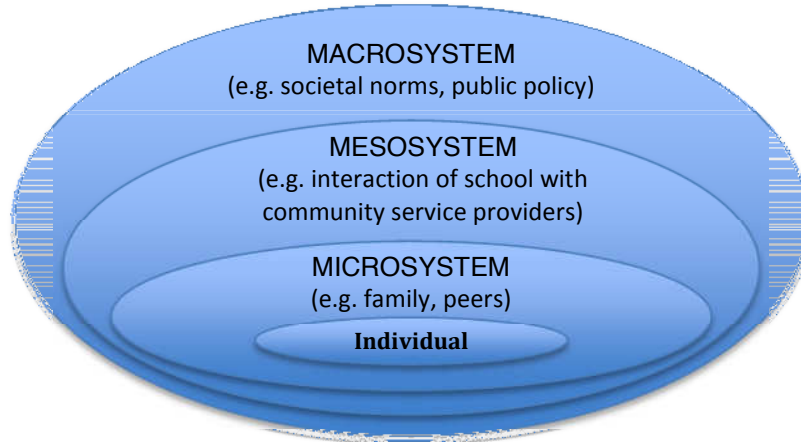 MACROSYSTEM
(e.g. societal norms, public policy)
MESOSYSTEM
(e.g. interaction of school with
community service providers)
MICROSYSTEM
(e.g. family, peers)
Individual